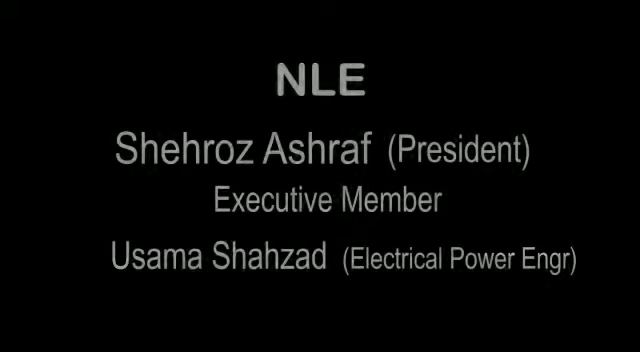 NLE
Shehroz Ashraf (President)
Executive Member
Usama Shahzad (Electrical Power Engr)